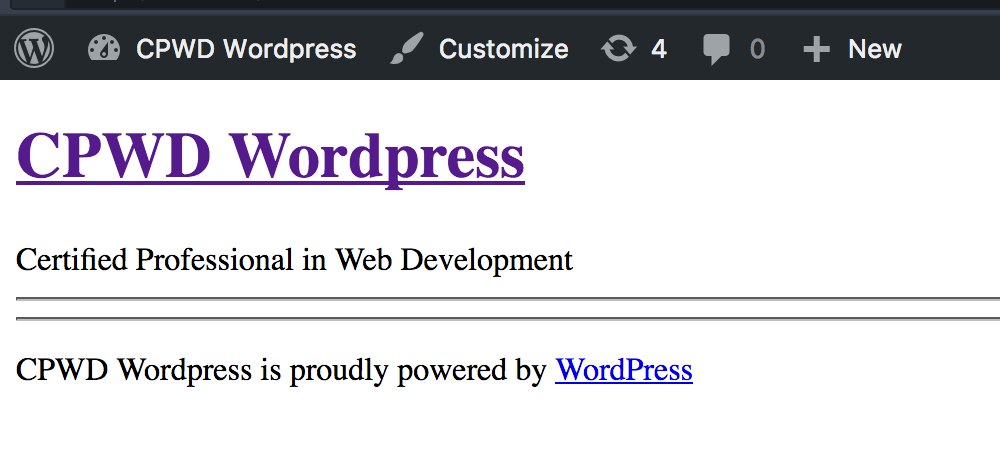 CPWD Wordpress Customize 4 0 New
CPWD Wordpress
Certified Professional in Web Development
CPWD Wordpress is proudly powered by WordPress